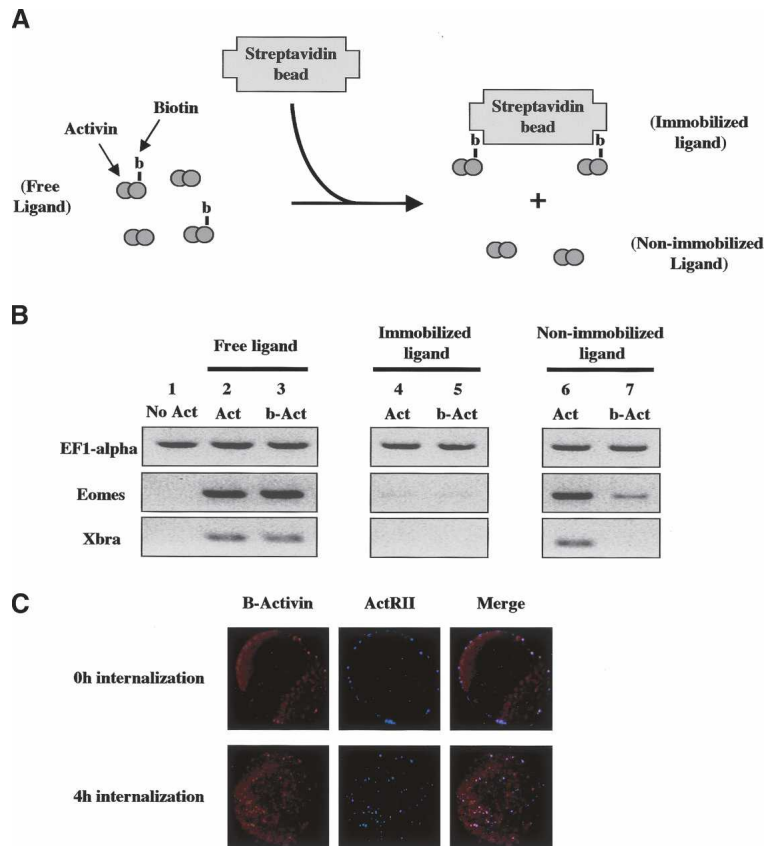 A
Streptavidin
bead
Biotin
Activin
b
(Free
Ligand)
b
Streptavidin
bead
b
b
(Immobilized
ligand)
+
(Non-immobilized
Ligand)
B
Free ligand
Immobilized
ligand
Non-immobilized
ligand
1 2 3 4 5 6 7
No Act Act b-Act Act b-Act Act b-Act
EF1-alpha
Eomes
Xbra
C
B-Activin ActRII Merge
0h internalization
4h internalization